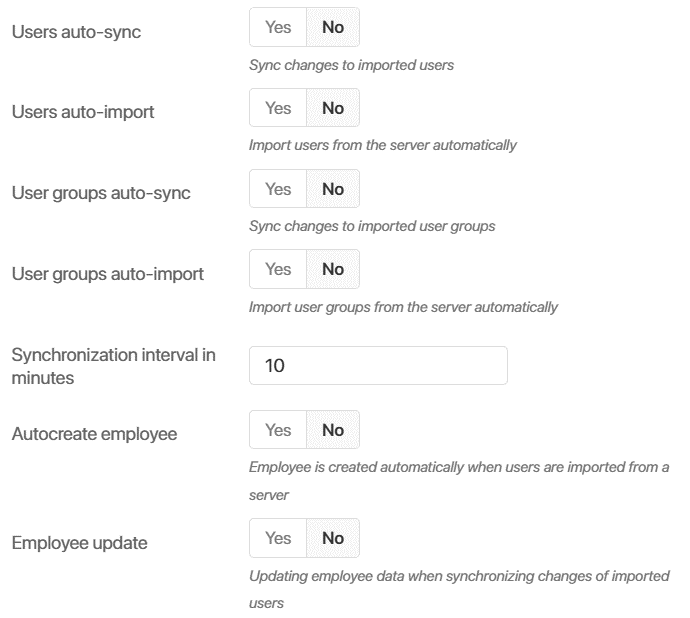 Users auto-sync
Yes No
Sync changes to imported users
Users auto-import
Yes No
Import users from the server automatically
User groups auto-sync
Yes No
Sync changes to imported user groups
User groups auto-import
Yes No
Import user groups from the server automatically
Synchronization interval in
minutes
10
Autocreate employee
Yes No
Employee is created automatically when users are imported from a
server
Employee update
Yes No
Updating employee data when synchronizing changes of imported
users